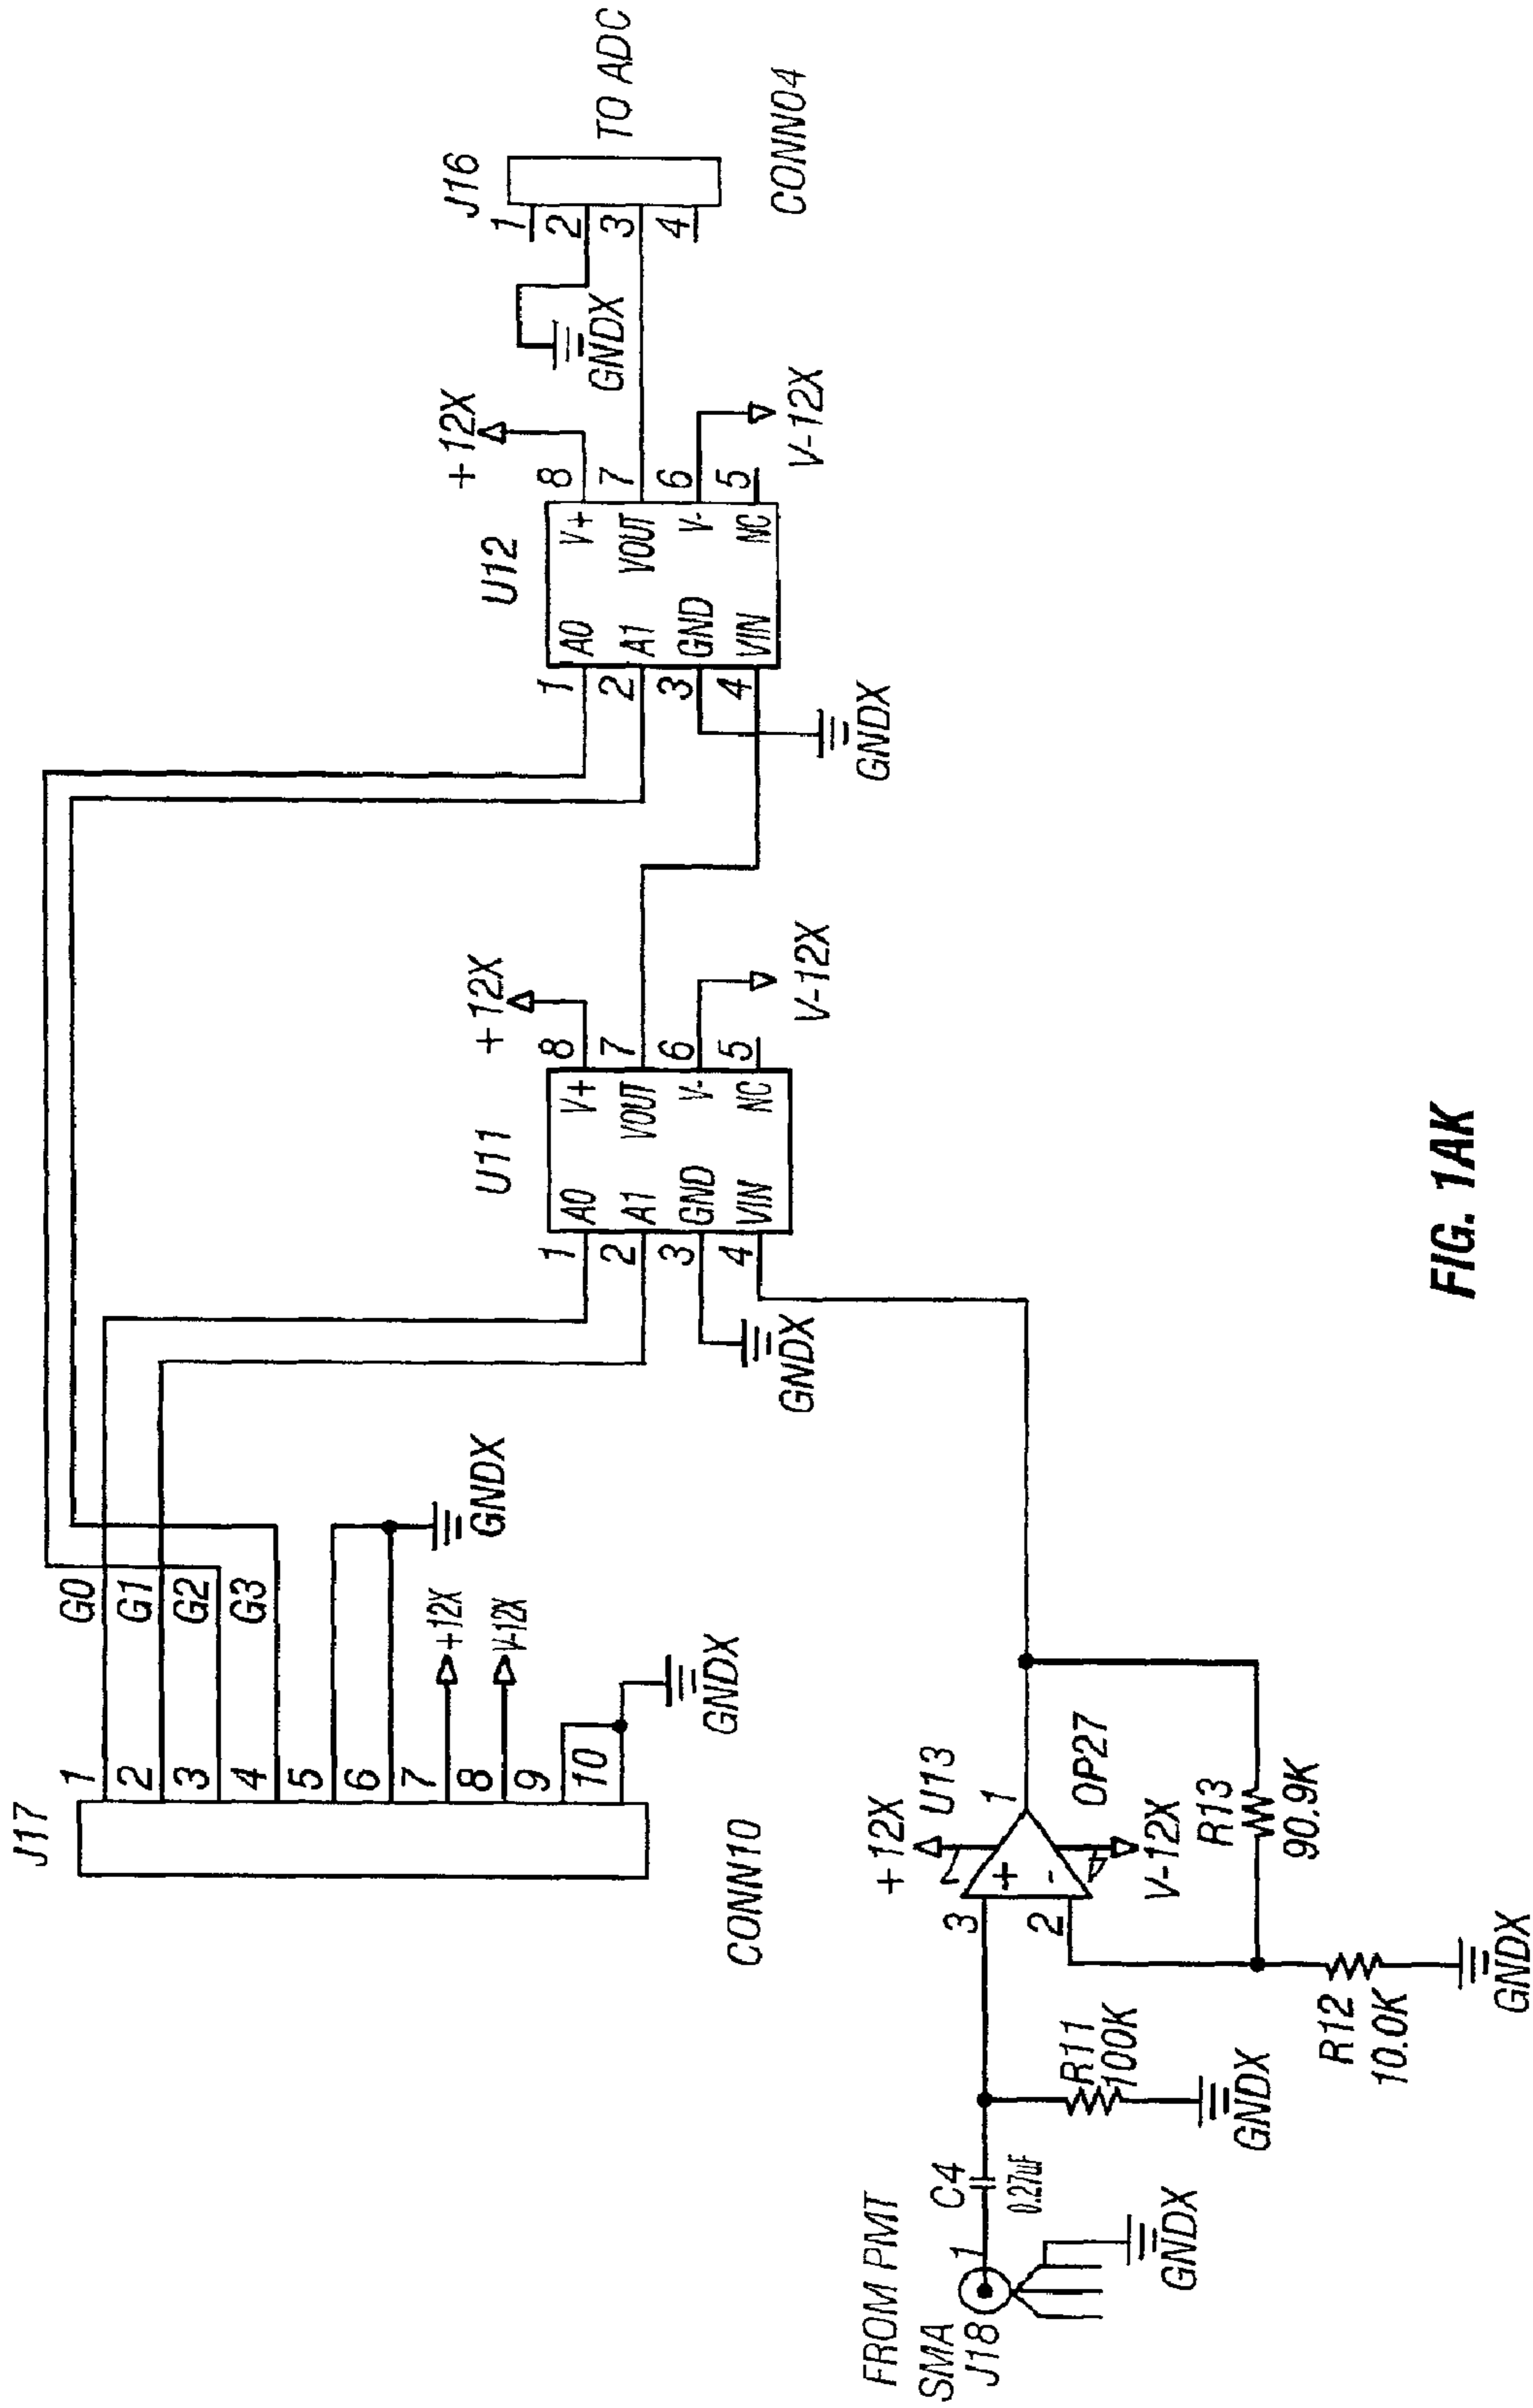 J17
1
2
3
4
5
6
7
8
9
10
G0
G1
G2
G3
GNDX
+12X
V-12X
GNDX
CONN10
U11
A0
A1
GND
VIN
V+
VOUT
V-
NC
1
2
3
4
8
7
6
5
+12X
V-12X
GNDX
U12
A0
A1
GND
VIN
V+
VOUT
V-
NC
1
2
3
4
8
7
6
5
+12X
V-12X
GNDX
J16
1
2
3
4
GNDX
TO ADC
CONN04
FROM PMT
SMA
J18
1
GNDX
C4
0.27uF
R11
100K
GNDX
3
2
+
-
1
+12X
U13
OP27
V-12X
R13
90.9K
R12
10.0K
GNDX
FIG. 1AK